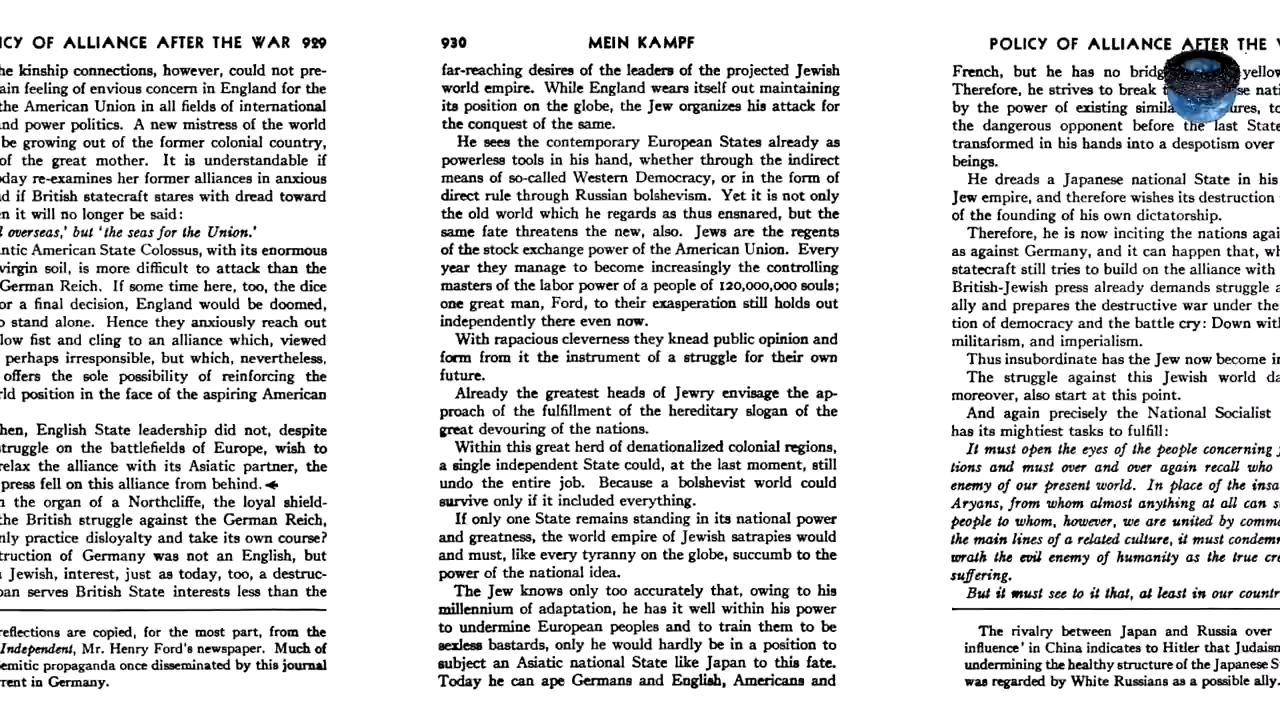 ICY OF ALLIANCE AFTER THE WAR 929
he kinship connections, however, could not pre-
ain feeling of envious concern in England for the
the American Union in all fields of international
nd power politics. A new mistress of the world
be growing out of the former colonial country,
of the great mother. It is understandable if
day re-examines her former alliances in anxious
d if British statecraft stares with dread toward
n it will no longer be said:
l overseas,' but 'the seas for the Union.'
antic American State Colossus, with its enormous
virgin soil, is more difficult to attack than the
German Reich. If some time here, too, the dice
or a final decision, England would be doomed,
o stand alone. Hence they anxiously reach out
low fist and cling to an alliance which, viewed
perhaps irresponsible, but which, nevertheless,
offers the sole possibility of reinforcing the
rld position in the face of the aspiring American
hen, English State leadership did not, despite
struggle on the battlefields of Europe, wish to
relax the alliance with its Asiatic partner, the
press fell on this alliance from behind.
n the organ of a Northcliffe, the loyal shield-
the British struggle against the German Reich,
nly practice disloyalty and take its own course?
truction of Germany was not an English, but
a Jewish, interest, just as today, too, a destruc-
pan serves British State interests less than the
reflections are copied, for the most part, from the
Independent, Mr. Henry Ford's newspaper. Much of
emitic propaganda once disseminated by this journal
rent in Germany.
930 MEIN KAMPF
far-reaching desires of the leaders of the projected Jewish
world empire. While England wears itself out maintaining
its position on the globe, the Jew organizes his attack for
the conquest of the same.
He sees the contemporary European States already as
powerless tools in his hand, whether through the indirect
means of so-called Western Democracy, or in the form of
direct rule through Russian bolshevism. Yet it is not only
the old world which he regards as thus ensnared, but the
same fate threatens the new, also. Jews are the regents
of the stock exchange power of the American Union. Every
year they manage to become increasingly the controlling
masters of the labor power of a people of 120,000,000 souls;
one great man, Ford, to their exasperation still holds out
independently there even now.
With rapacious cleverness they knead public opinion and
form from it the instrument of a struggle for their own
future.
Already the greatest heads of Jewry envisage the ap-
proach of the fulfillment of the hereditary slogan of the
great devouring of the nations.
Within this great herd of denationalized colonial regions,
a single independent State could, at the last moment, still
undo the entire job. Because a bolshevist world could
survive only if it included everything.
If only one State remains standing in its national power
and greatness, the world empire of Jewish satrapies would
and must, like every tyranny on the globe, succumb to the
power of the national idea.
The Jew knows only too accurately that, owing to his
millennium of adaptation, he has it well within his power
to undermine European peoples and to train them to be
sexless bastards, only he would hardly be in a position to
subject an Asiatic national State like Japan to this fate.
Today he can ape Germans and English, Americans and
POLICY OF ALLIANCE AFTER THE
French, but he has no yellow
Therefore, he strives to break nati
by the power of existing to
the dangerous opponent before the last State
transformed in his hands into a despotism over
beings.
He dreads a Japanese national State in his
Jew empire, and therefore wishes its destruction
of the founding of his own dictatorship.
Therefore, he is now inciting the nations agai
as against Germany, and it can happen that, wh
statecraft still tries to build on the alliance with
British-Jewish press already demands struggle a
ally and prepares the destructive war under the
tion of democracy and the battle cry: Down wit
militarism, and imperialism.
Thus insubordinate has the Jew now become i
The struggle against this Jewish world da
moreover, also start at this point.
And again precisely the National Socialist
has its mightiest tasks to fulfill:
It must open the eyes of the people concerning
tions and must over and over again recall who
enemy of our present world. In place of the insa
Aryans, from whom almost anything at all can s
people to whom, however, we are united by comm
the main lines of a related culture, it must condem
wrath the evil enemy of humanity as the true cre
suffering.
But it must see to it that, at least in our countr
The rivalry between Japan and Russia over
influence' in China indicates to Hitler that Judais
undermining the healthy structure of the Japanese S
was regarded by White Russians as a possible ally.